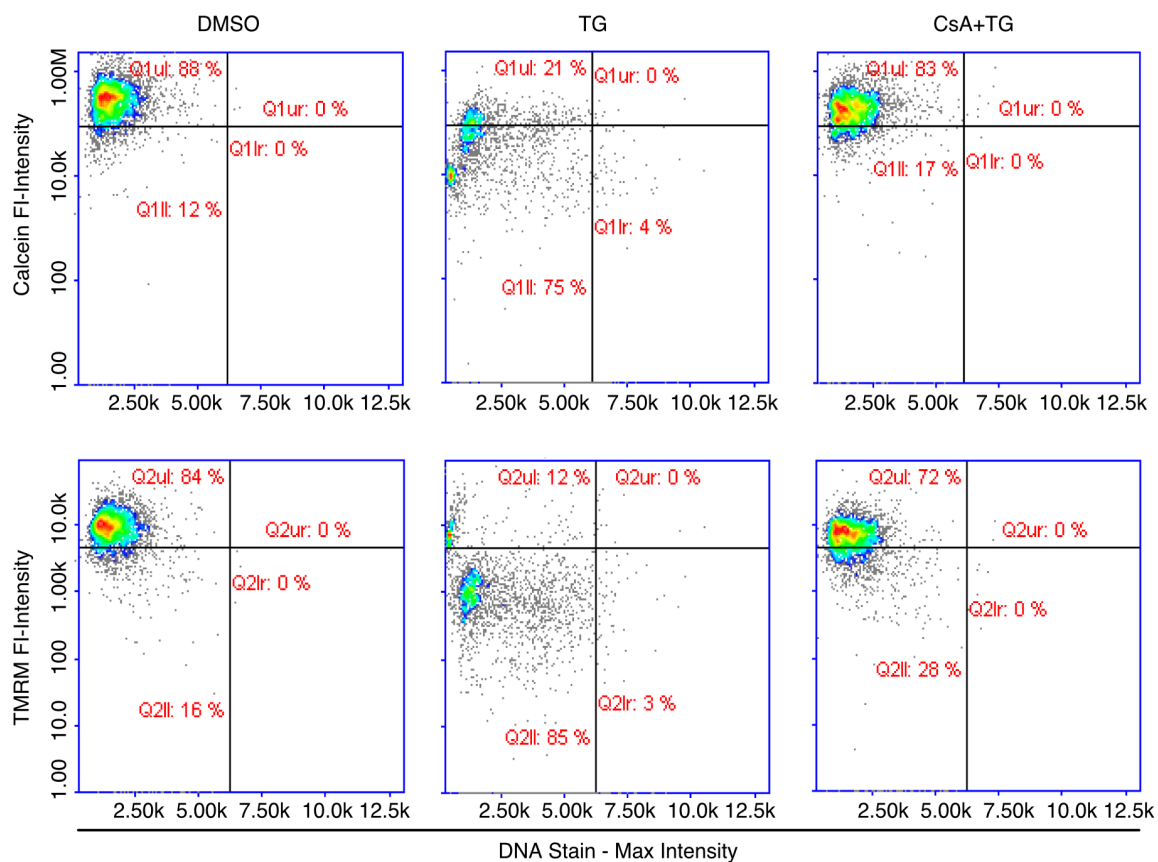 DMSO
TG
CsA+TG
Calcein FI-Intensity
1.00M
10.0k
100
1.00
Q1ul: 88 %
Q1ur: 0 %
Q1lr: 0 %
Q1ll: 12 %
2.50k 5.00k 7.50k 10.0k 12.5k
Q1ul: 21 %
Q1ur: 0 %
Q1lr: 4 %
Q1ll: 75 %
2.50k 5.00k 7.50k 10.0k 12.5k
Q1ul: 83 %
Q1ur: 0 %
Q1lr: 0 %
Q1ll: 17 %
2.50k 5.00k 7.50k 10.0k 12.5k
TMRM FI-Intensity
10.0k
1.00k
100
10.0
1.00
Q2ul: 84 %
Q2ur: 0 %
Q2lr: 0 %
Q2ll: 16 %
2.50k 5.00k 7.50k 10.0k 12.5k
Q2ul: 12 %
Q2ur: 0 %
Q2lr: 3 %
Q2ll: 85 %
2.50k 5.00k 7.50k 10.0k 12.5k
Q2ul: 72 %
Q2ur: 0 %
Q2lr: 0 %
Q2ll: 28 %
2.50k 5.00k 7.50k 10.0k 12.5k
DNA Stain - Max Intensity